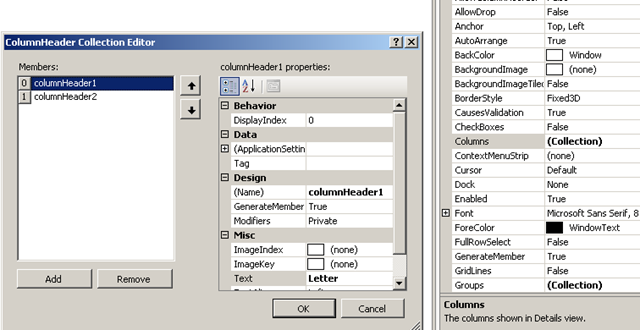 ColumnHeader Collection Editor
Members:
0 columnHeader1
1 columnHeader2
Add
Remove
columnHeader1 properties:
Behavior
DisplayIndex 0
Data
(ApplicationSettin
Tag
Design
(Name) columnHeader1
GenerateMember True
Modifiers Private
Misc
ImageIndex (none)
ImageKey (none)
Text Letter
OK
Cancel
AllowDrop False
Anchor Top, Left
AutoArrange True
BackColor Window
BackgroundImage (none)
BackgroundImageTiled False
BorderStyle Fixed3D
CausesValidation True
CheckBoxes False
Columns (Collection)
ContextMenuStrip (none)
Cursor Default
Dock None
Enabled True
Font Microsoft Sans Serif, 8
ForeColor WindowText
FullRowSelect False
GenerateMember True
GridLines False
Groups (Collection)
Columns
The columns shown in Details view.